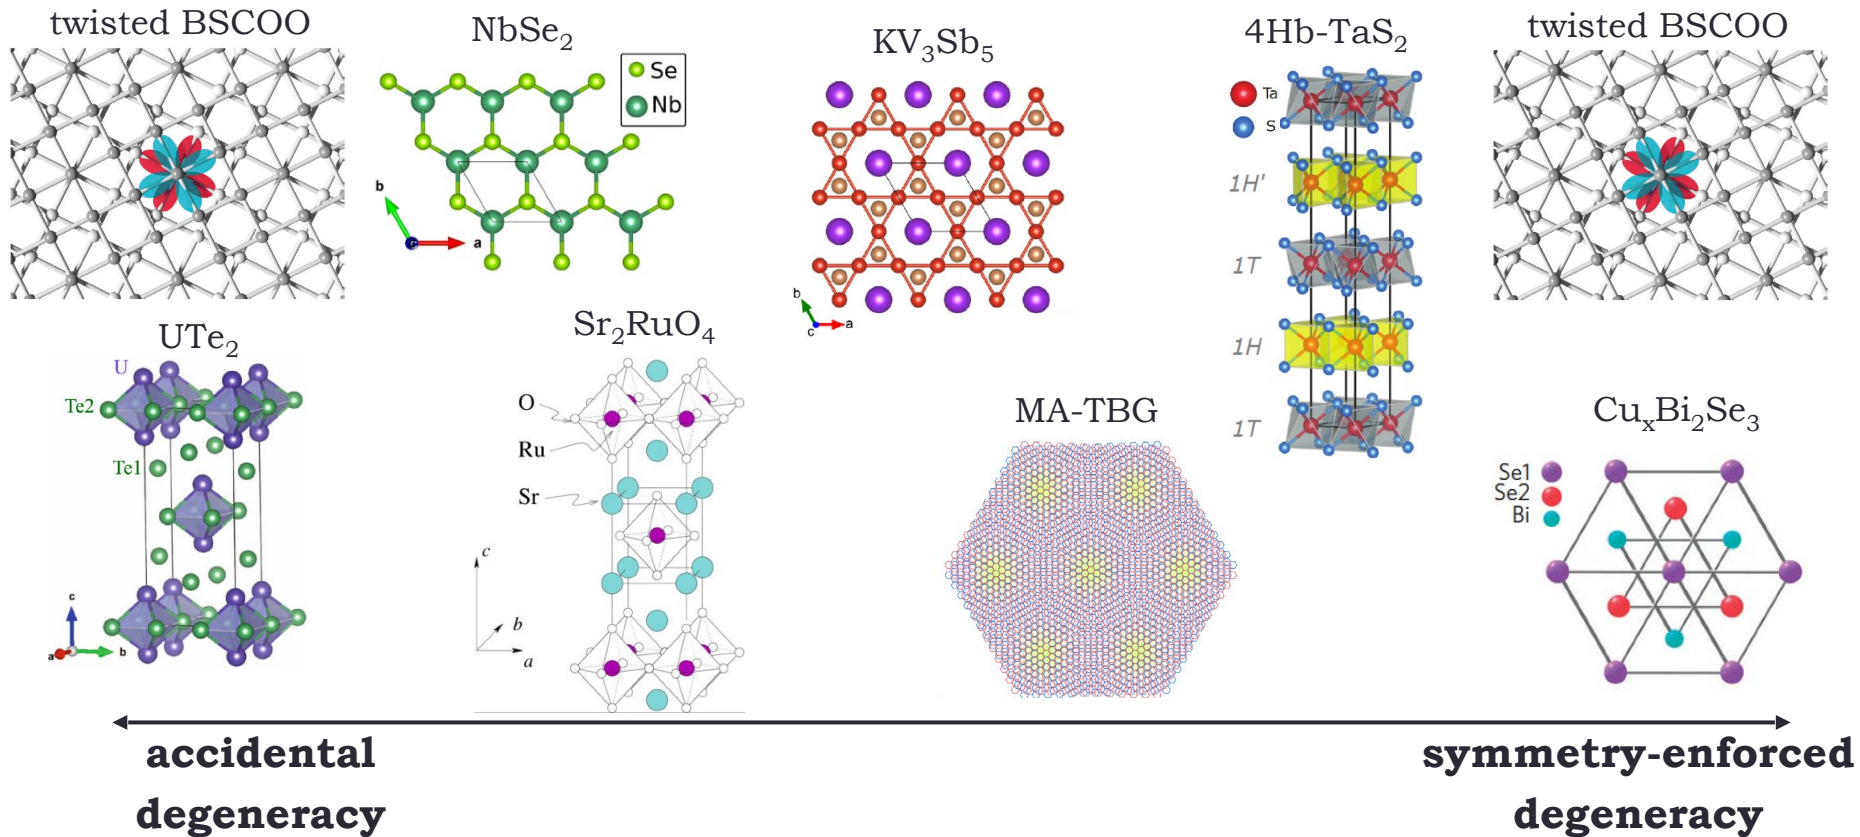 twisted BSCOO
NbSe₂
Se
Nb
b
a
KV₃Sb₅
b
c
a
4Hb-TaS₂
Ta
S
1H'
1T
1H
1T
twisted BSCOO
UTe₂
U
Te2
Te1
c
a
b
Sr₂RuO₄
O
Ru
Sr
c
b
a
MA-TBG
CuₓBi₂Se₃
Se1
Se2
Bi
accidental
degeneracy
symmetry-enforced
degeneracy